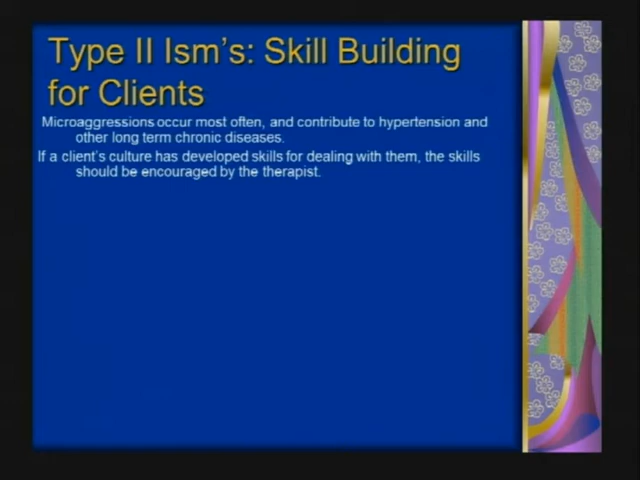 Type II Ism's: Skill Building
for Clients
Microaggressions occur most often, and contribute to hypertension and
other long term chronic diseases.
If a client's culture has developed skills for dealing with them, the skills
should be encouraged by the therapist.